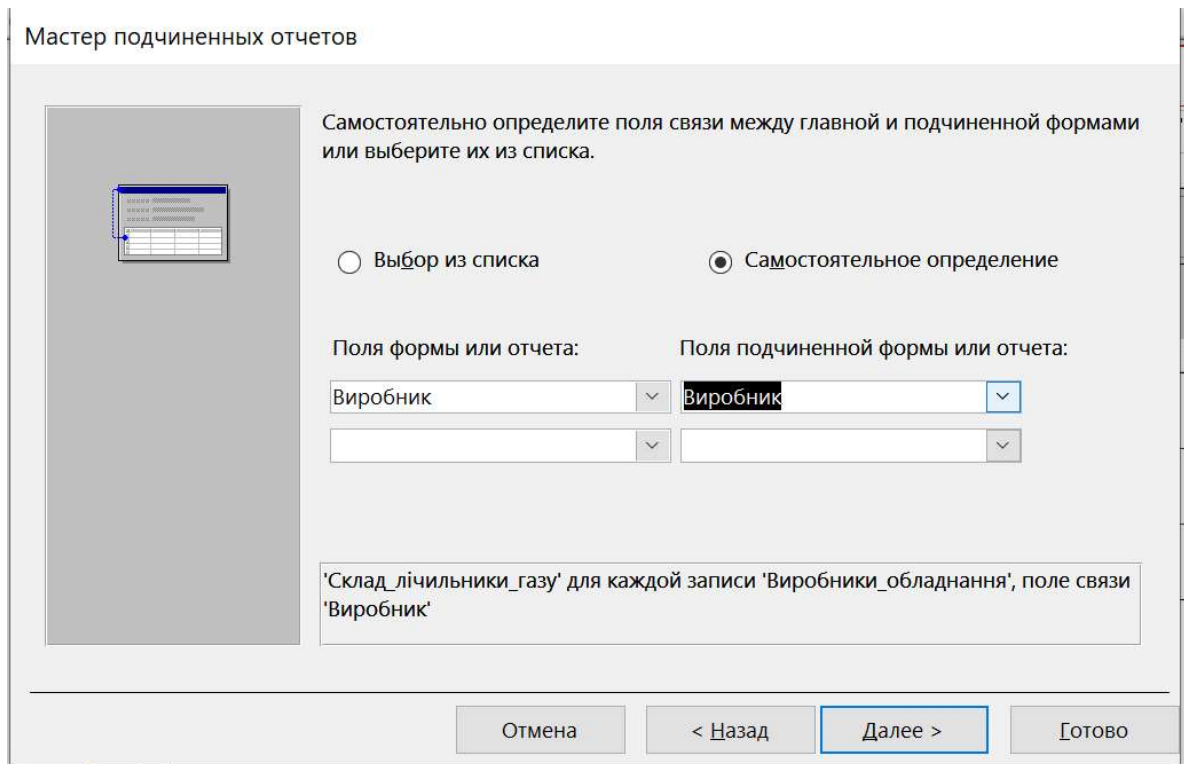 Мастер подчиненных отчетов
Самостоятельно определите поля связи между главной и подчиненной формами
или выберите их из списка.
Выбор из списка
Самостоятельное определение
Поля формы или отчета:
Поля подчиненной формы или отчета:
Виробник
Виробник
'Склад_лічильники_газу' для каждой записи 'Виробники_обладнання', поле связи
'Виробник'
Отмена
< Назад
Далее >
Готово